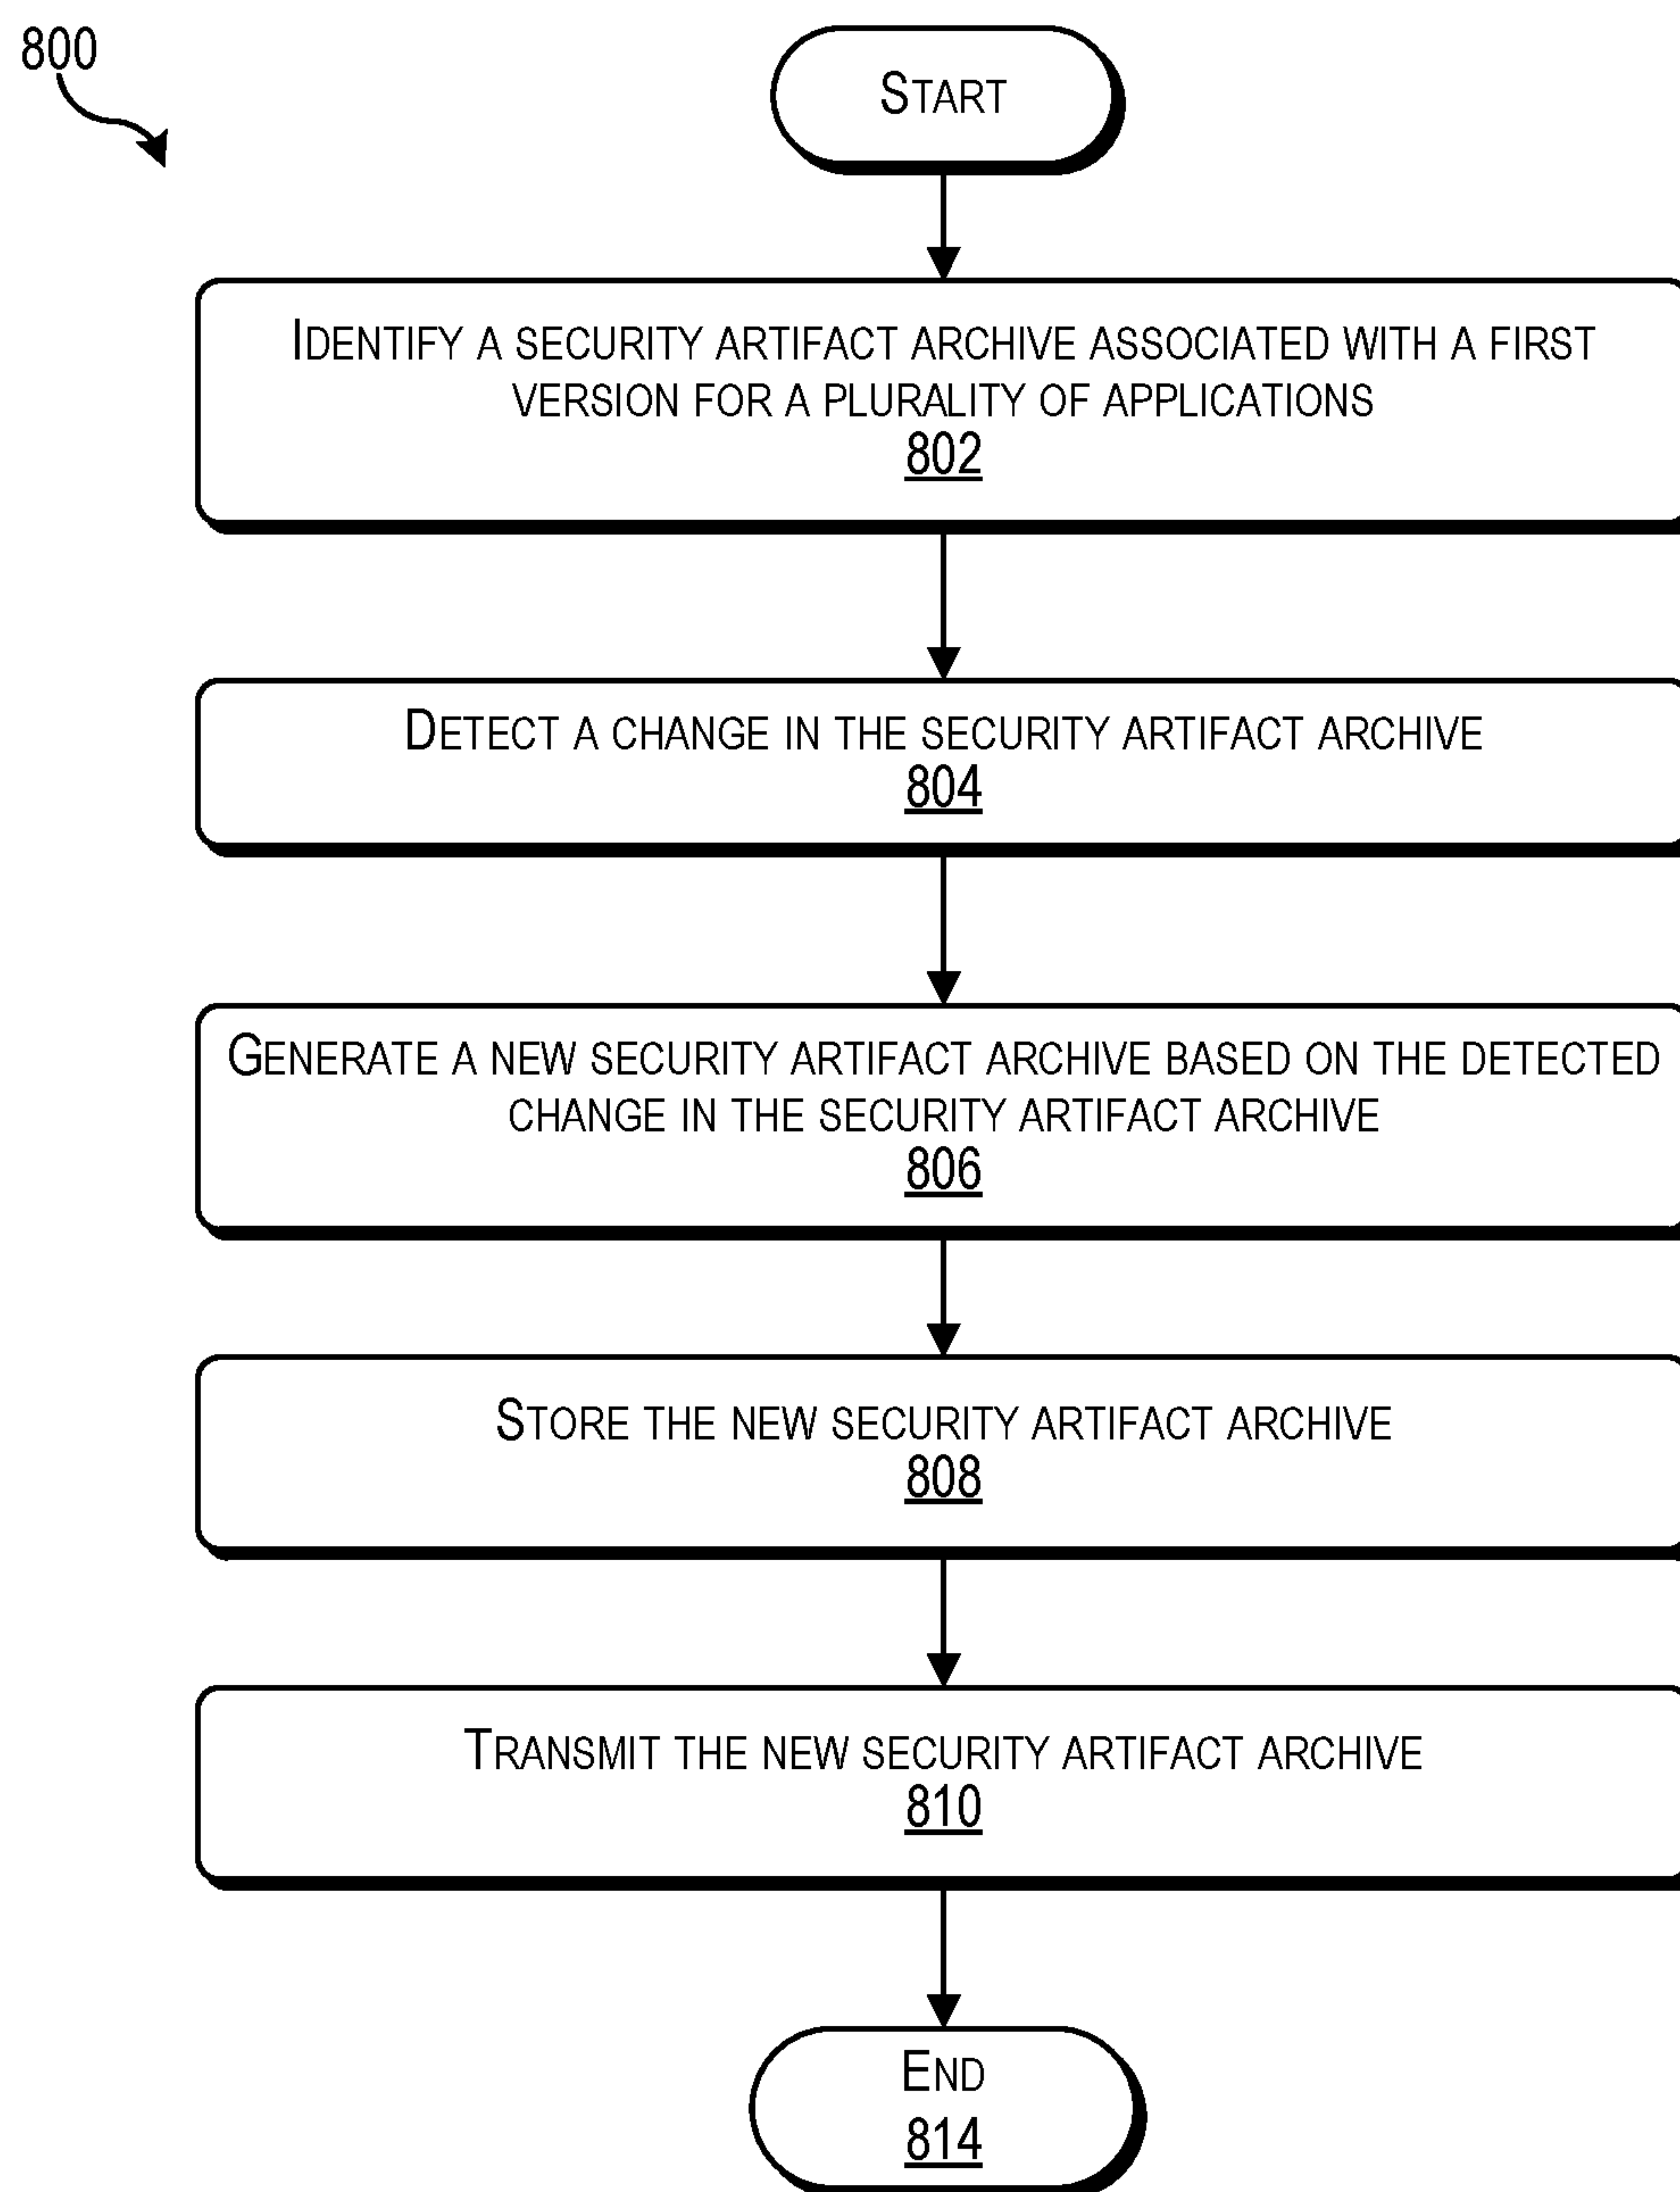 800
START
IDENTIFY A SECURITY ARTIFACT ARCHIVE ASSOCIATED WITH A FIRST
VERSION FOR A PLURALITY OF APPLICATIONS
802
DETECT A CHANGE IN THE SECURITY ARTIFACT ARCHIVE
804
GENERATE A NEW SECURITY ARTIFACT ARCHIVE BASED ON THE DETECTED
CHANGE IN THE SECURITY ARTIFACT ARCHIVE
806
STORE THE NEW SECURITY ARTIFACT ARCHIVE
808
TRANSMIT THE NEW SECURITY ARTIFACT ARCHIVE
810
END
814